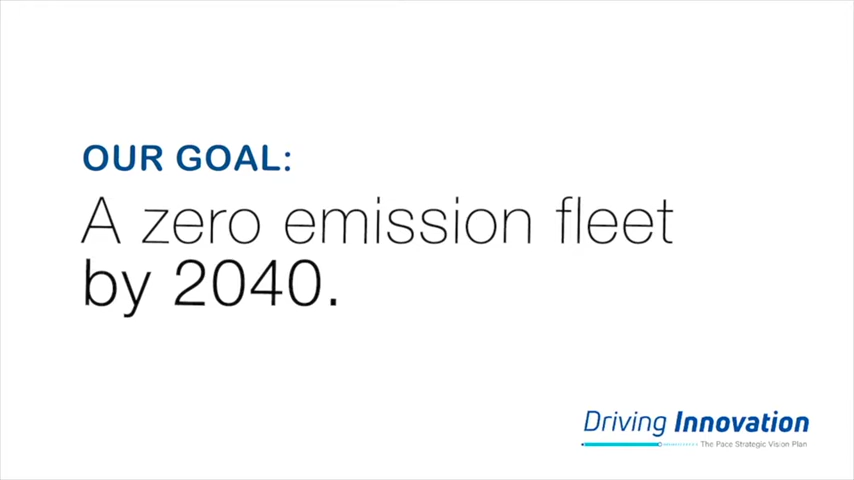 OUR GOAL:
A zero emission fleet
by 2040.
Driving Innovation
The Pace Strategic Vision Plan